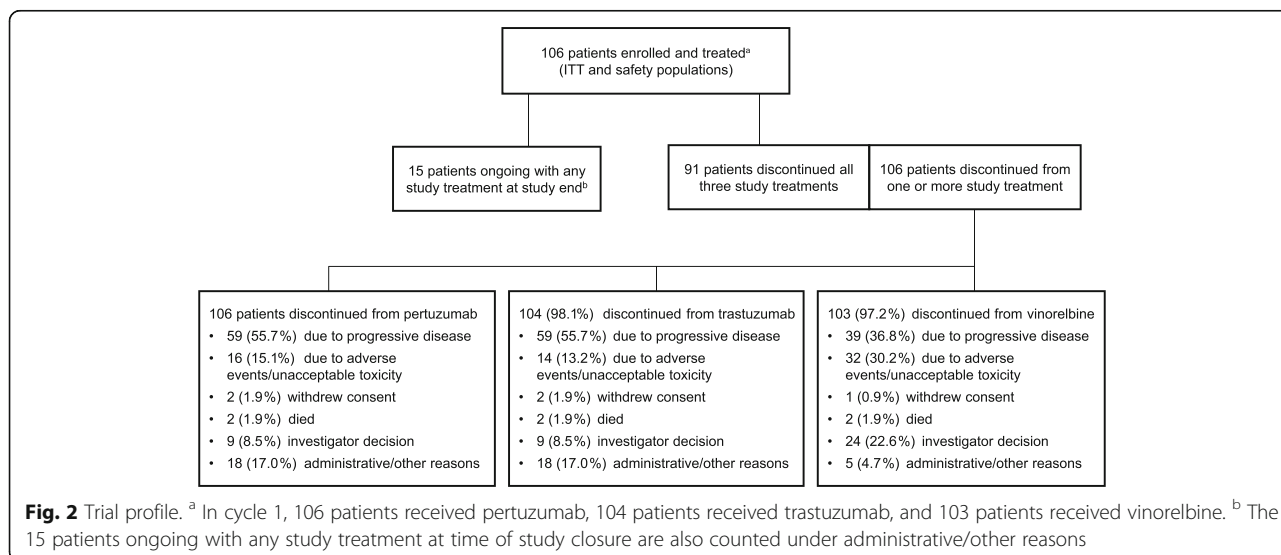 106 patients enrolled and treatedᵃ
(ITT and safety populations)
15 patients ongoing with any
study treatment at study endᵇ
91 patients discontinued all
three study treatments
106 patients discontinued from
one or more study treatment
106 patients discontinued from pertuzumab
• 59 (55.7%) due to progressive disease
• 16 (15.1%) due to adverse
events/unacceptable toxicity
• 2 (1.9%) withdrew consent
• 2 (1.9%) died
• 9 (8.5%) investigator decision
• 18 (17.0%) administrative/other reasons
104 (98.1%) discontinued from trastuzumab
• 59 (55.7%) due to progressive disease
• 14 (13.2%) due to adverse
events/unacceptable toxicity
• 2 (1.9%) withdrew consent
• 2 (1.9%) died
• 9 (8.5%) investigator decision
• 18 (17.0%) administrative/other reasons
103 (97.2%) discontinued from vinorelbine
• 39 (36.8%) due to progressive disease
• 32 (30.2%) due to adverse
events/unacceptable toxicity
• 1 (0.9%) withdrew consent
• 2 (1.9%) died
• 24 (22.6%) investigator decision
• 5 (4.7%) administrative/other reasons
Fig. 2 Trial profile. ᵃ In cycle 1, 106 patients received pertuzumab, 104 patients received trastuzumab, and 103 patients received vinorelbine. ᵇ The
15 patients ongoing with any study treatment at time of study closure are also counted under administrative/other reasons